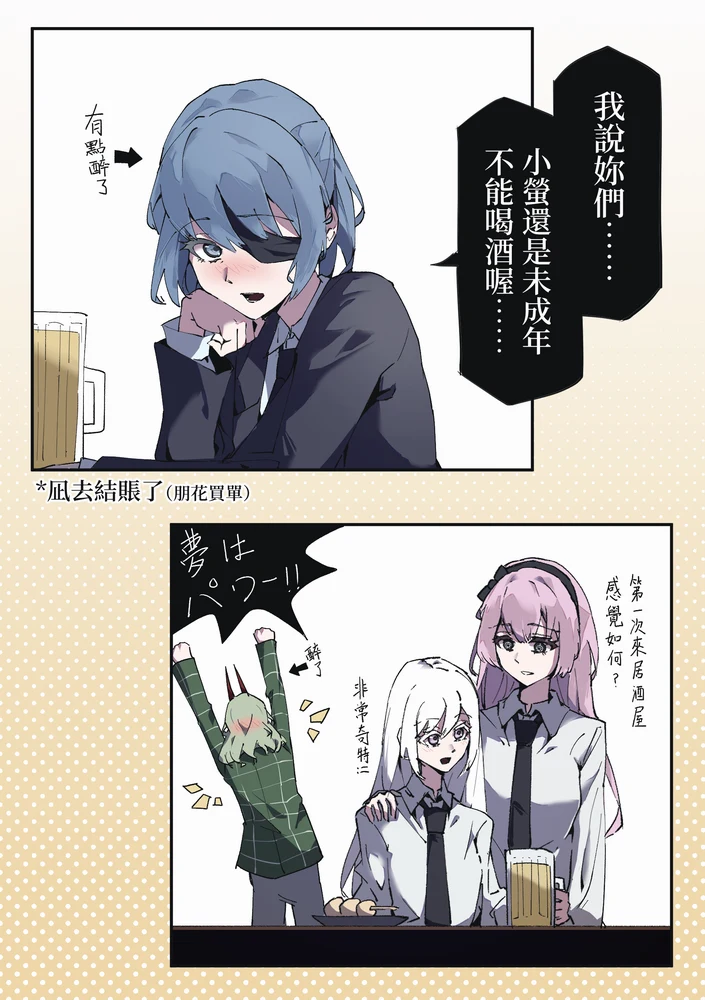 我說妳們⋯⋯
小螢還是未成年
不能喝酒喔⋯⋯
有點醉了
*凪去結賬了(朋花買單)
第一次來居酒屋
感覺如何?
非常奇特!!
夢は
パワー!!
醉了